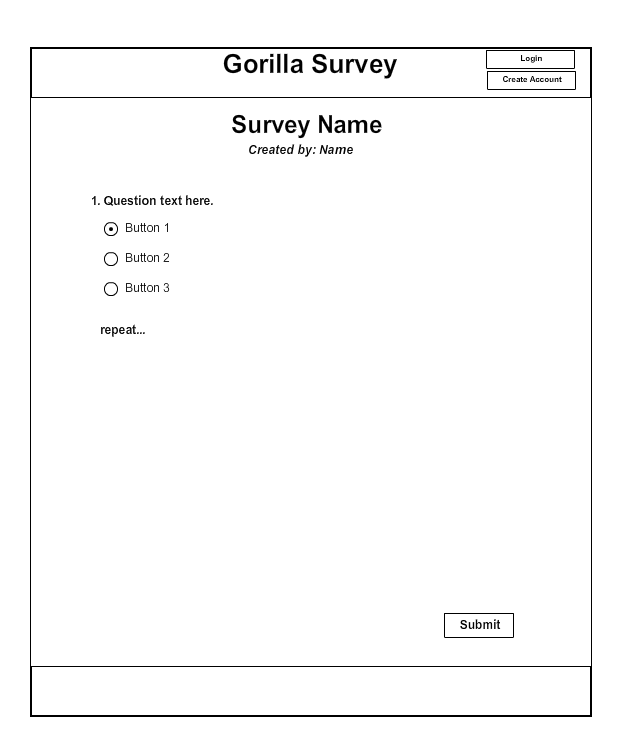 Gorilla Survey
Login
Create Account
Survey Name
Created by: Name
1. Question text here.
Button 1
Button 2
Button 3
repeat...
Submit